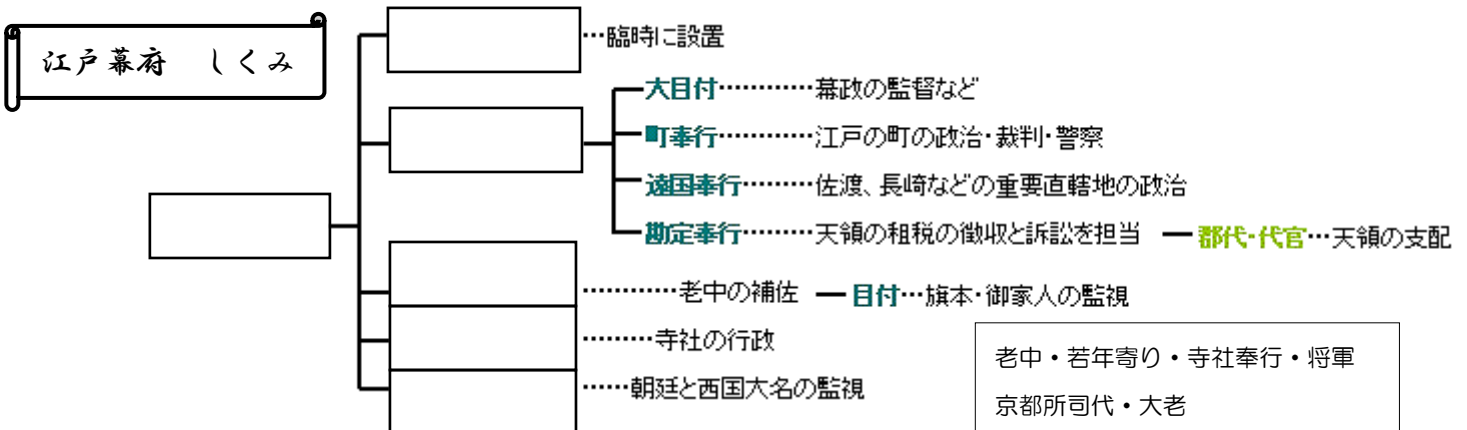 江戸幕府 しくみ
…臨時に設置
大目付…………幕政の監督など
町奉行…………江戸の町の政治・裁判・警察
遠国奉行………佐渡、長崎などの重要直轄地の政治
勘定奉行………天領の租税の徴収と訴訟を担当 ― 郡代・代官…天領の支配
…………老中の補佐 ― 目付…旗本・御家人の監視
………寺社の行政
……朝廷と西国大名の監視
老中・若年寄り・寺社奉行・将軍
京都所司代・大老